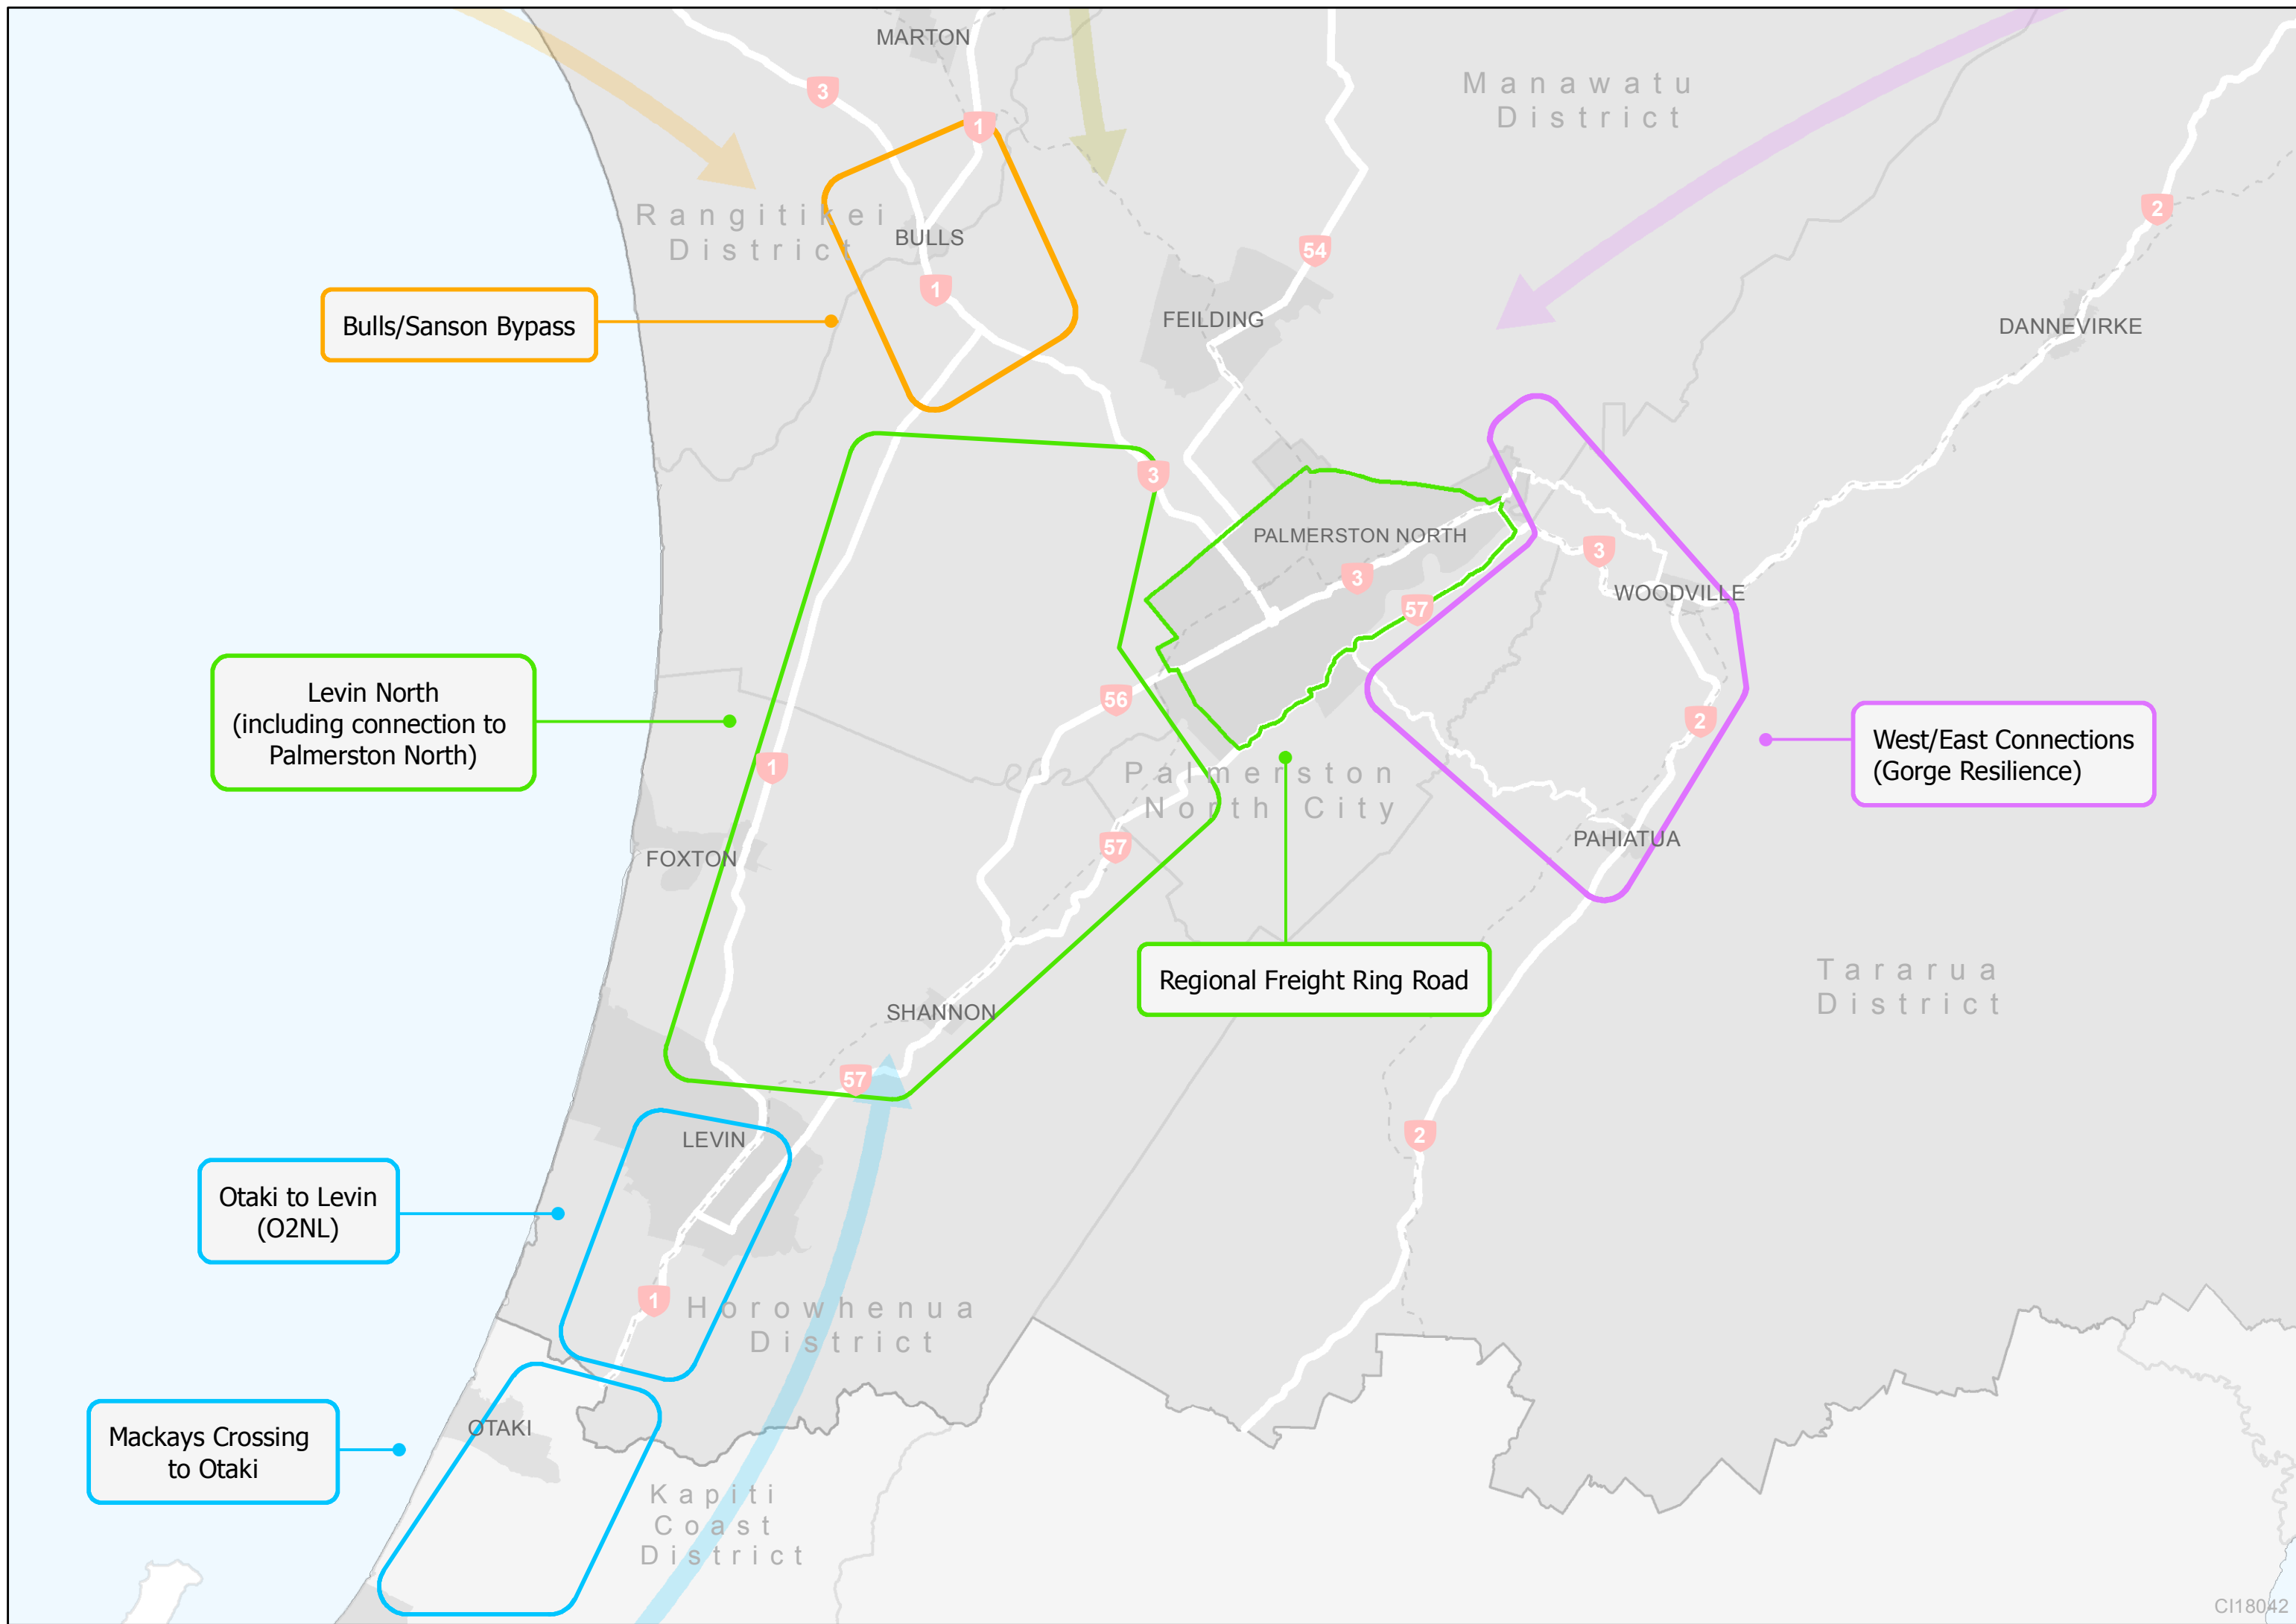 MARTON
3
1
Manawatu
District
2
Rangitikei
District
BULLS
1
54
FEILDING
DANNEVIRKE
Bulls/Sanson Bypass
3
PALMERSTON NORTH
3
3
57
WOODVILLE
Levin North
(including connection to
Palmerston North)
56
2
West/East Connections
(Gorge Resilience)
1
Palmerston
North City
57
PAHIATUA
FOXTON
Regional Freight Ring Road
Tararua
District
SHANNON
57
LEVIN
2
Otaki to Levin
(O2NL)
1
Horowhenua
District
Mackays Crossing
to Otaki
OTAKI
Kapiti
Coast
District
CI18042